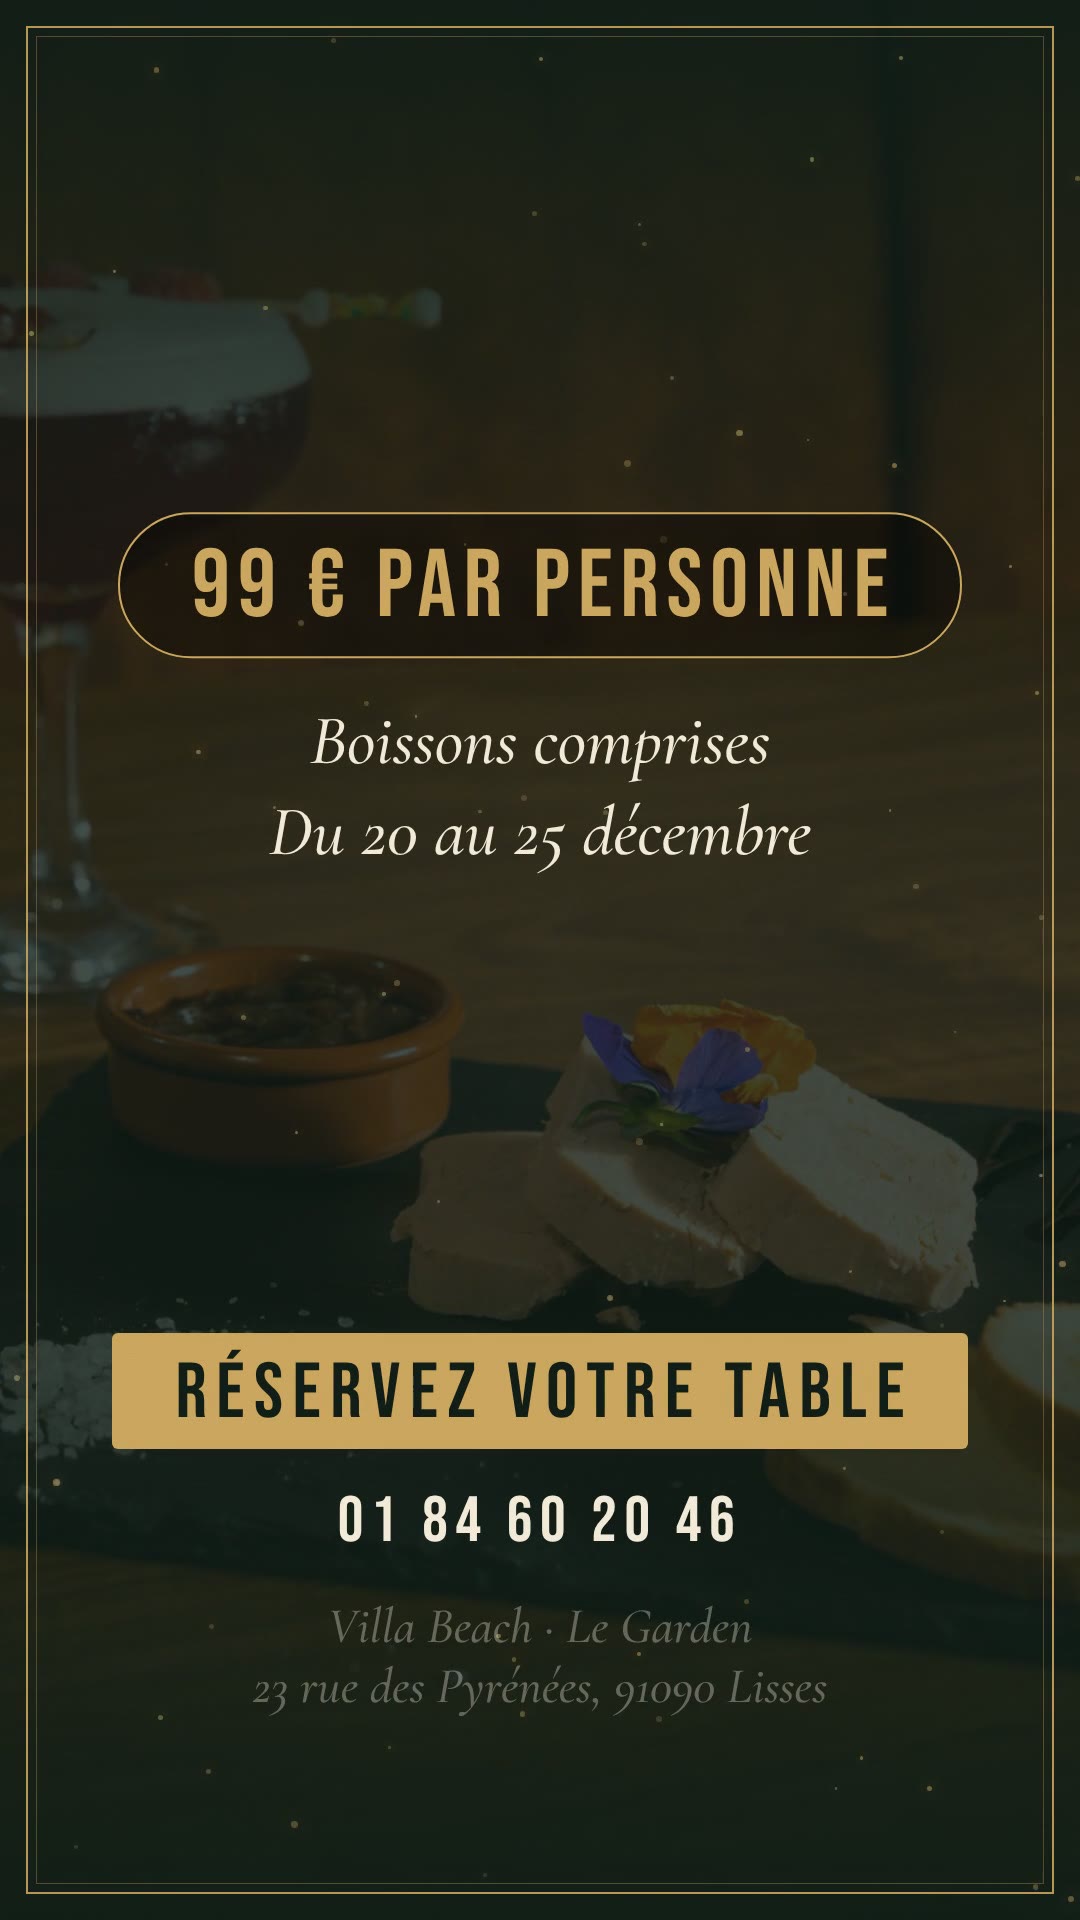 99 € PAR PERSONNE
Boissons comprises
Du 20 au 25 décembre
RÉSERVEZ VOTRE TABLE
01 84 60 20 46
Villa Beach · Le Garden
23 rue des Pyrénées, 91090 Lisses